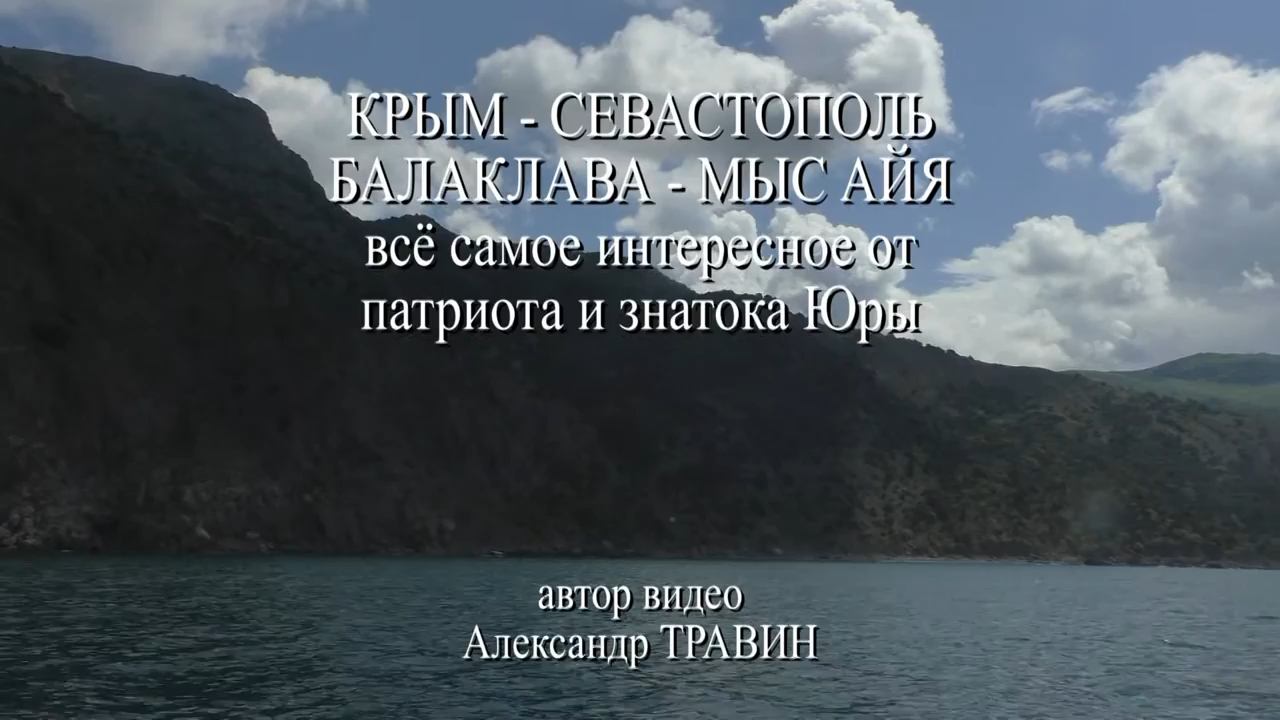 КРЫМ - СЕВАСТОПОЛЬ
БАЛАКЛАВА - МЫС АЙЯ
всё самое интересное от
патриота и знатока Юры
автор видео
Александр ТРАВИН